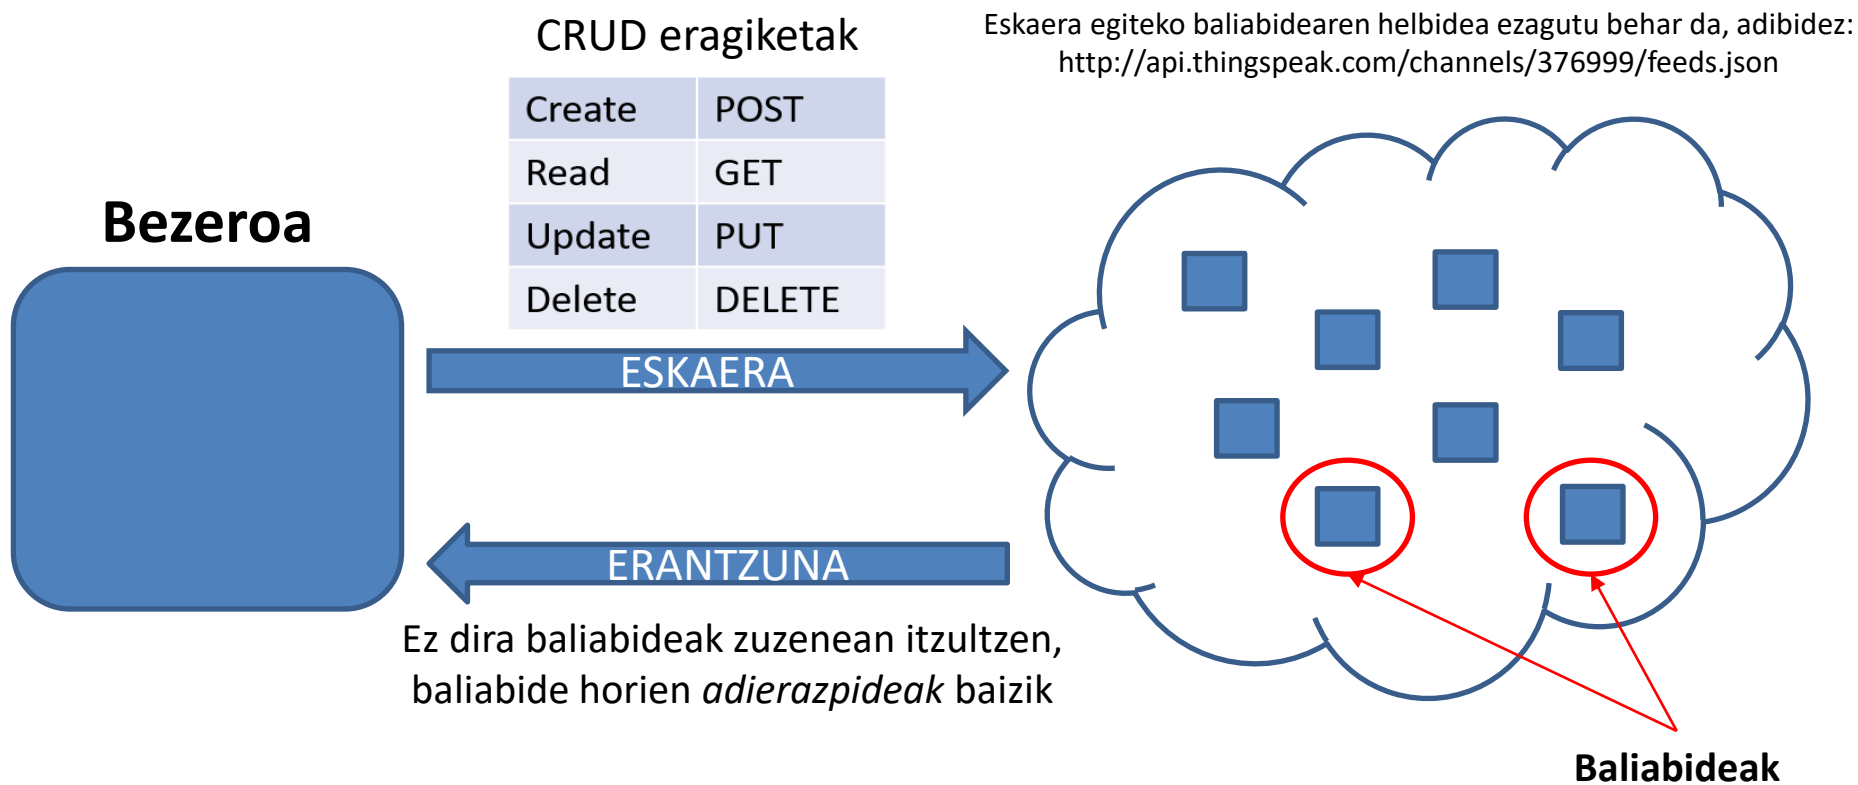 CRUD eragiketak
Create POST
Read GET
Update PUT
Delete DELETE
Eskaera egiteko baliabidearen helbidea ezagutu behar da, adibidez:
http://api.thingspeak.com/channels/376999/feeds.json
Bezeroa
ESKAERA
ERANTZUNA
Ez dira baliabideak zuzenean itzultzen,
baliabide horien adierazpideak baizik
Baliabideak